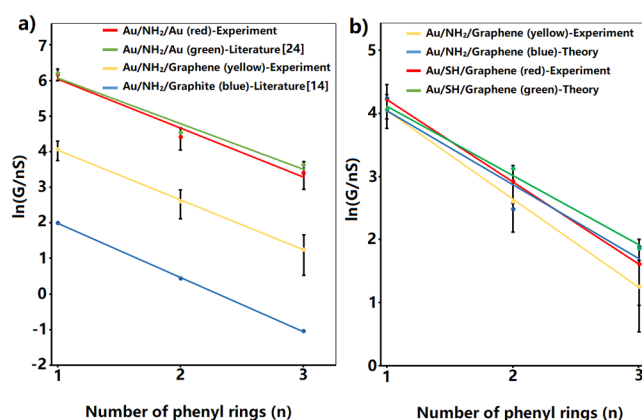 a)
Au/NH₂/Au (red)-Experiment
Au/NH₂/Au (green)-Literature [24]
Au/NH₂/Graphene (yellow)-Experiment
Au/NH₂/Graphite (blue)-Literature[14]
ln(G/nS)
6
5
4
3
2
1
0
-1
-2
1
2
3
Number of phenyl rings (n)
b)
Au/NH₂/Graphene (yellow)-Experiment
Au/NH₂/Graphene (blue)-Theory
Au/SH/Graphene (red)-Experiment
Au/SH/Graphene (green)-Theory
ln(G/nS)
5
4
3
2
1
0
1
2
3
Number of phenyl rings (n)